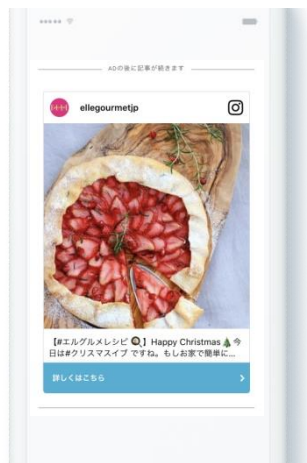 ADの後に記事が続きます
ellegourmetjp
【#エルグルメレシピ🍳】Happy Christmas🎄今
日は#クリスマスイブ ですね。もしお家で簡単に...
詳しくはこちら